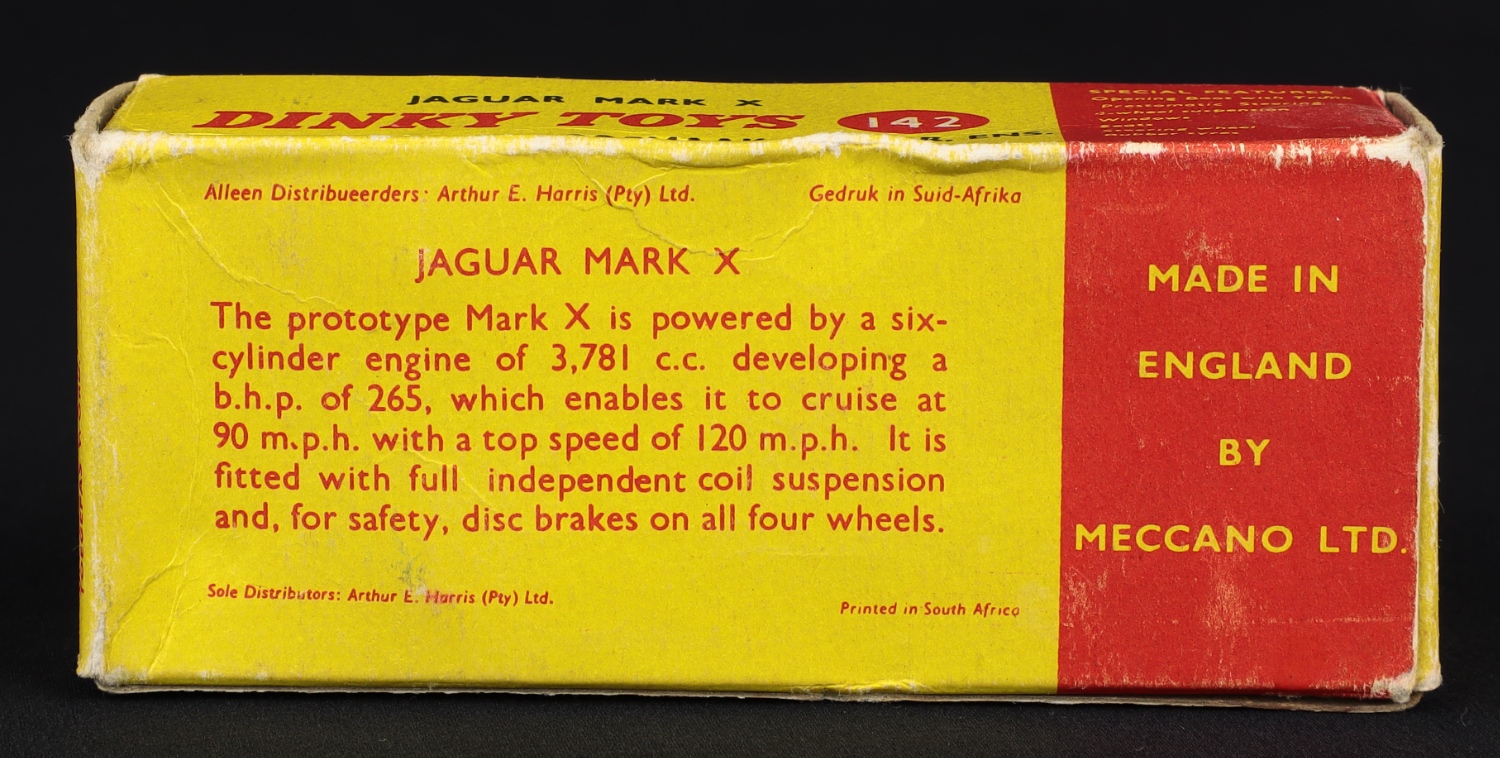 JAGUAR MARK X
DINKY TOYS 142
ENS.
SPECIAL FEATURES
Alleen Distribueerders: Arthur E. Harris (Pty) Ltd. Gedruk in Suid-Afrika
JAGUAR MARK X
The prototype Mark X is powered by a six-
cylinder engine of 3,781 c.c. developing a
b.h.p. of 265, which enables it to cruise at
90 m.p.h. with a top speed of 120 m.p.h. It is
fitted with full independent coil suspension
and, for safety, disc brakes on all four wheels.
Sole Distributors: Arthur E. Harris (Pty) Ltd.
Printed in South Africa
MADE IN
ENGLAND
BY
MECCANO LTD.